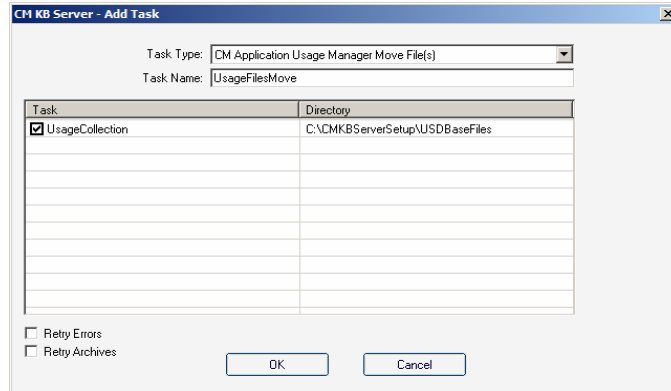 CM KB Server - Add Task
Task Type: CM Application Usage Manager Move File(s)
Task Name: UsageFilesMove
Task Directory
UsageCollection C:\CMKBServerSetup\USDBaseFiles
Retry Errors
Retry Archives
OK Cancel